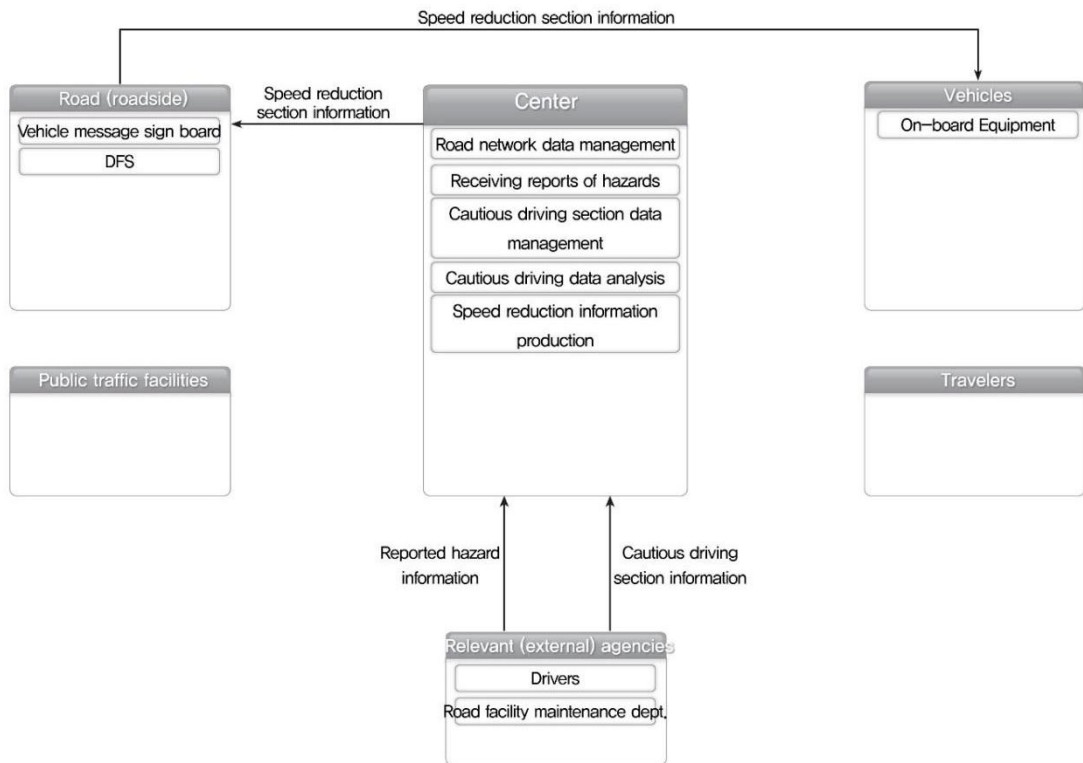 Speed reduction section information
Road (roadside)
Vehicle message sign board
DFS
Speed reduction
section information
Center
Road network data management
Receiving reports of hazards
Cautious driving section data
management
Cautious driving data analysis
Speed reduction information
production
Vehicles
On-board Equipment
Public traffic facilities
Travelers
Reported hazard
information
Cautious driving
section information
Relevant (external) agencies
Drivers
Road facility maintenance dept.